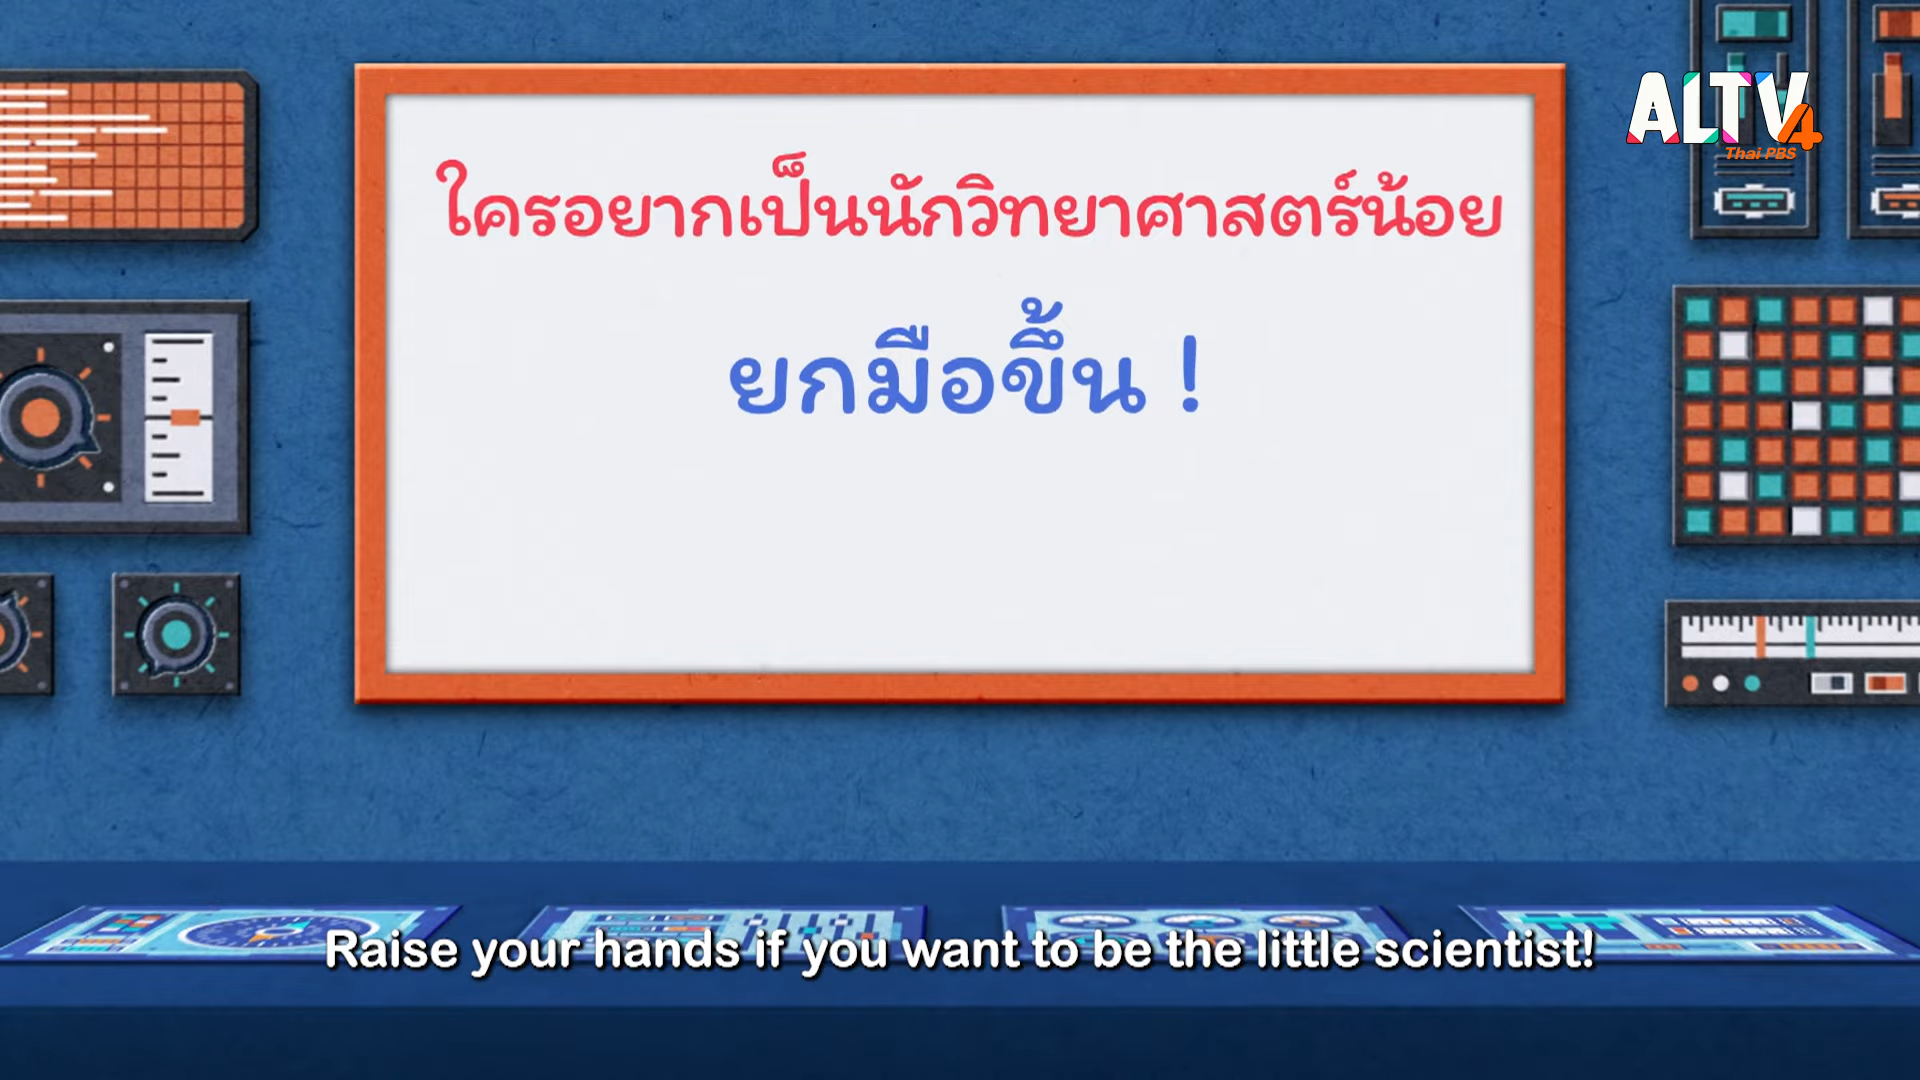 ALTV4
Thai PBS
ใครอยากเป็นนักวิทยาศาสตร์น้อย
ยกมือขึ้น !
Raise your hands if you want to be the little scientist!